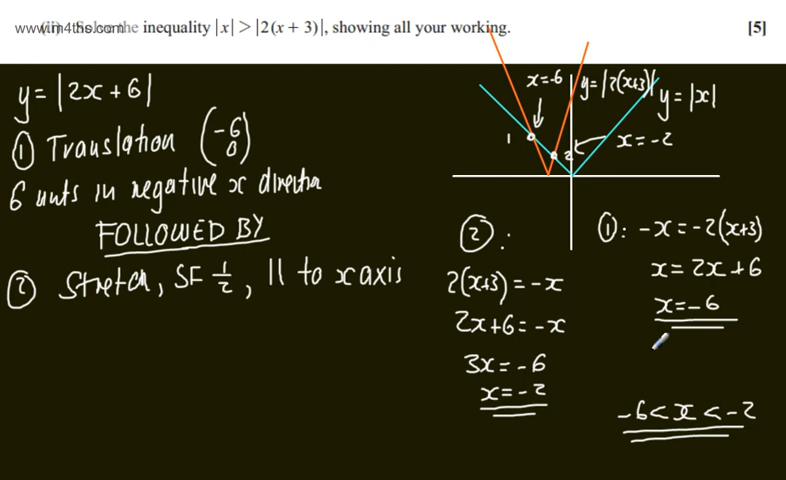 www.m4ths.com
the inequality |x| > |2(x + 3)|, showing all your working. [5]
y = |2x + 6|
① Translation (-6 0)
6 units in negative x direction
FOLLOWED BY
② Stretch, SF 1/2, || to x axis
x = -6
y = |2(x+3)|
y = |x|
1
2
x = -2
②:
2(x+3) = -x
2x+6 = -x
3x = -6
x = -2
①: -x = -2(x+3)
x = 2x + 6
x = -6
-6 < x < -2